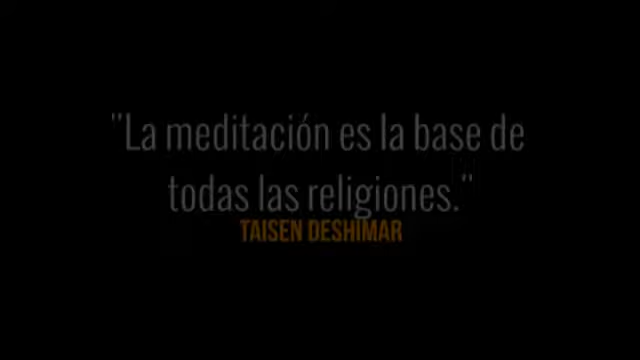 "La meditación es la base de
todas las religiones."
TAISEN DESHIMAR